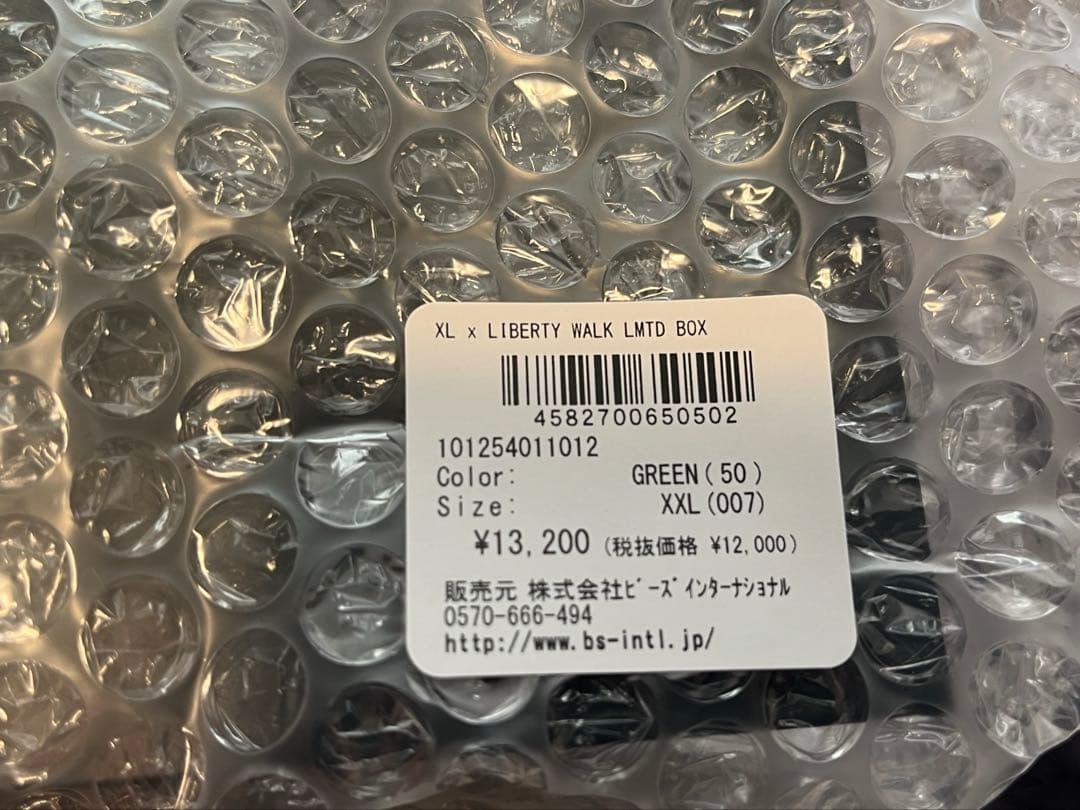 XL x LIBERTY WALK LMTD BOX
4582700650502
101254011012
Color: GREEN(50)
Size: XXL(007)
¥13,200 (税抜価格 ¥12,000)
販売元 株式会社ビーズインターナショナル
0570-666-494
http://www.bs-intl.jp/